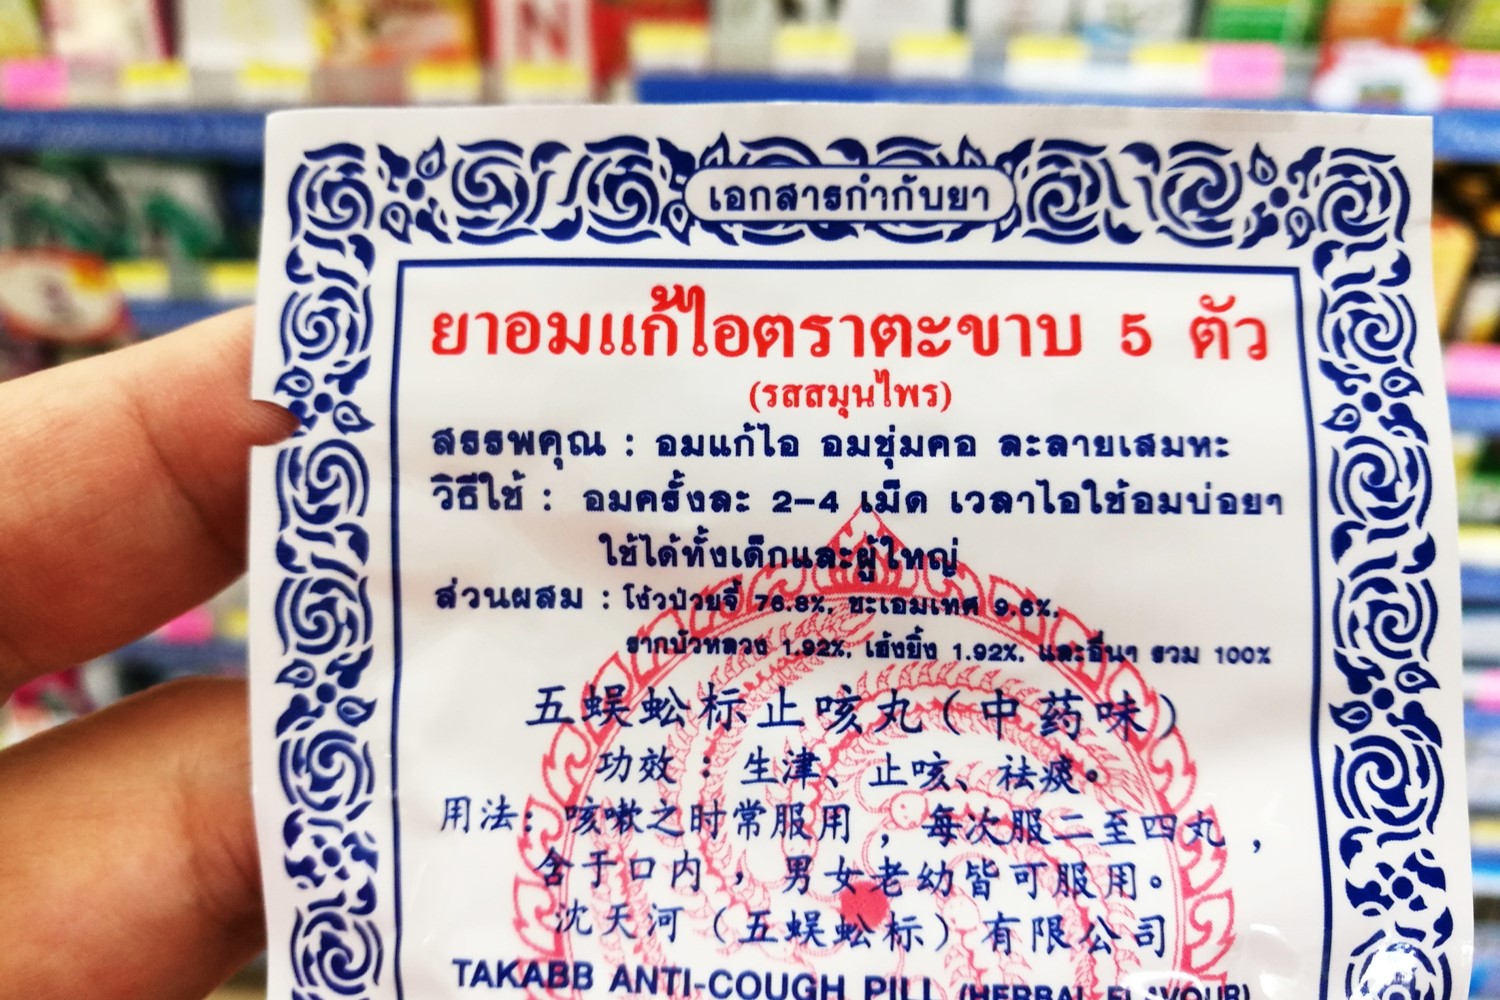 เอกสารกำกับยา
ยาอมแก้ไอตราตะขาบ 5 ตัว
(รสสมุนไพร)
สรรพคุณ : อมแก้ไอ อมชุ่มคอ ละลายเสมหะ
วิธีใช้ : อมครั้งละ 2-4 เม็ด เวลาไอใช้อมบ่อยๆ
ใช้ได้ทั้งเด็กและผู้ใหญ่
ส่วนผสม : โง้วป่วยจี้ 76.8%, ชะเอมเทศ 9.6%,
รากบัวหลวง 1.92%, เฮ้งยิ้ง 1.92%, และอื่นๆ รวม 100%
五蜈蚣标止咳丸(中药味)
功效:生津、止咳、祛痰。
用法:咳嗽之时常服用,每次服二至四丸,
含于口内,男女老幼皆可服用。
沈天河(五蜈蚣标)有限公司
TAKABB ANTI-COUGH PILL (HERBAL FLAVOUR)